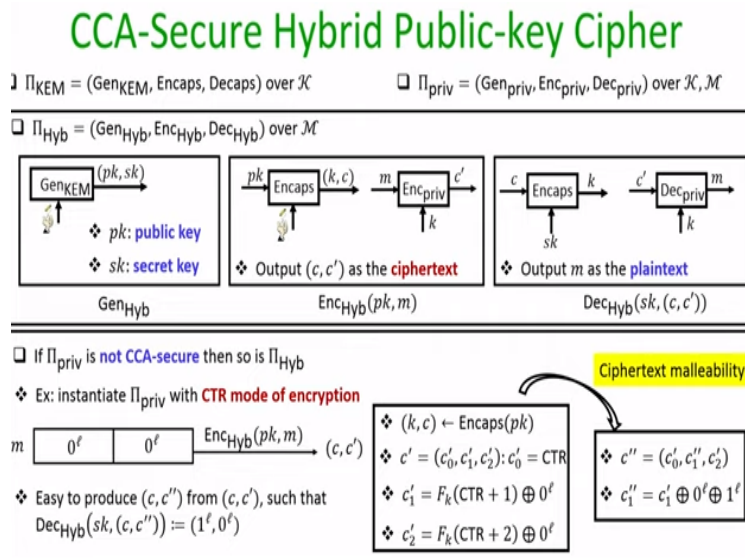 CCA-Secure Hybrid Public-key Cipher
❑ Π_KEM = (Gen_KEM, Encaps, Decaps) over 𝒦
❑ Π_priv = (Gen_priv, Enc_priv, Dec_priv) over 𝒦, ℳ
❑ Π_Hyb = (Gen_Hyb, Enc_Hyb, Dec_Hyb) over ℳ
Gen_KEM (pk, sk)
❖ pk: public key
❖ sk: secret key
Gen_Hyb
pk Encaps (k, c) m Enc_priv c′
k
❖ Output (c, c′) as the ciphertext
Enc_Hyb(pk, m)
c Encaps k c′ Dec_priv m
sk k
❖ Output m as the plaintext
Dec_Hyb(sk, (c, c′))
❑ If Π_priv is not CCA-secure then so is Π_Hyb
❖ Ex: instantiate Π_priv with CTR mode of encryption
m 0^ℓ 0^ℓ Enc_Hyb(pk, m) (c, c′)
❖ Easy to produce (c, c″) from (c, c′), such that
Dec_Hyb(sk, (c, c″)) := (1^ℓ, 0^ℓ)
❖ (k, c) ← Encaps(pk)
❖ c′ = (c′_0, c′_1, c′_2): c′_0 = CTR
❖ c′_1 = F_k(CTR + 1) ⊕ 0^ℓ
❖ c′_2 = F_k(CTR + 2) ⊕ 0^ℓ
Ciphertext malleability
❖ c″ = (c′_0, c″_1, c′_2)
❖ c″_1 = c′_1 ⊕ 0^ℓ ⊕ 1^ℓ